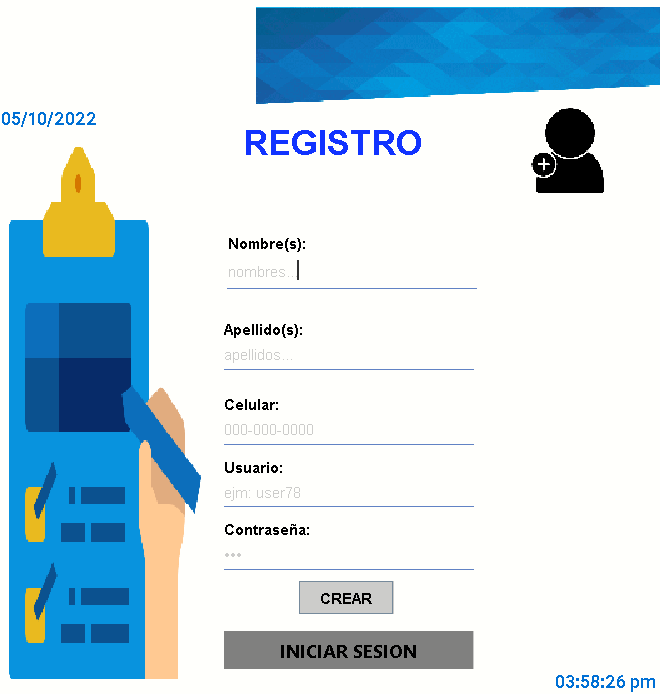 05/10/2022
REGISTRO
Nombre(s):
nombres...
Apellido(s):
apellidos...
Celular:
000-000-0000
Usuario:
ejm: user78
Contraseña:
•••
CREAR
INICIAR SESION
03:58:26 pm